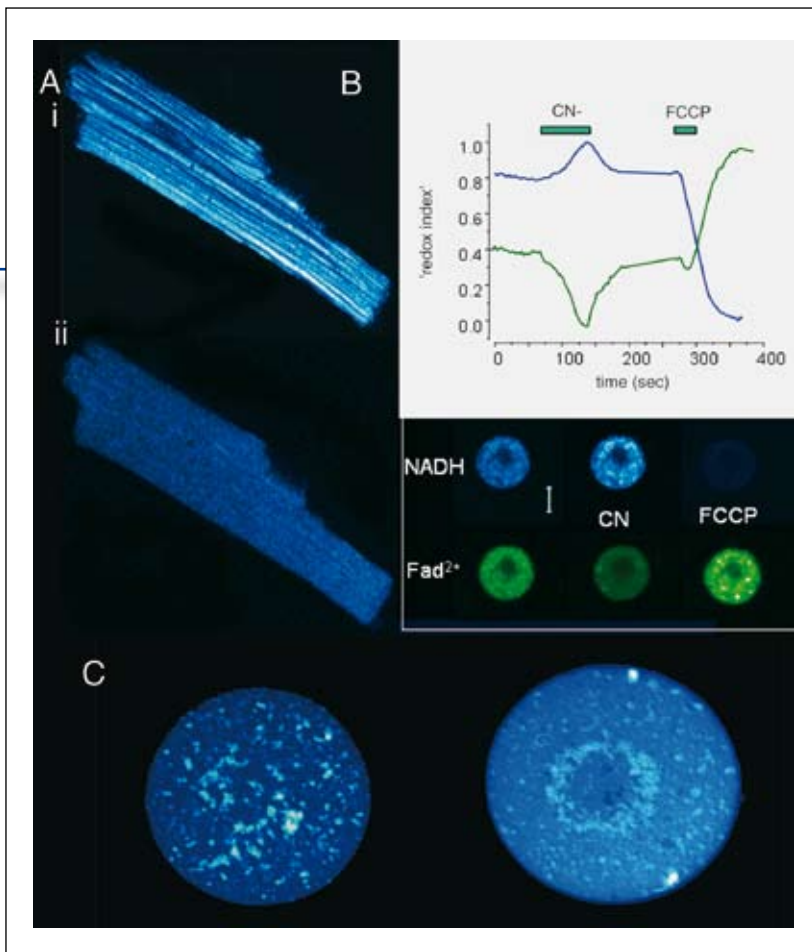 A
i
ii
B
CN-
FCCP
'redox index'
1.0
0.8
0.6
0.4
0.2
0.0
0
100
200
300
400
time (sec)
NADH
CN
FCCP
Fad²⁺
C